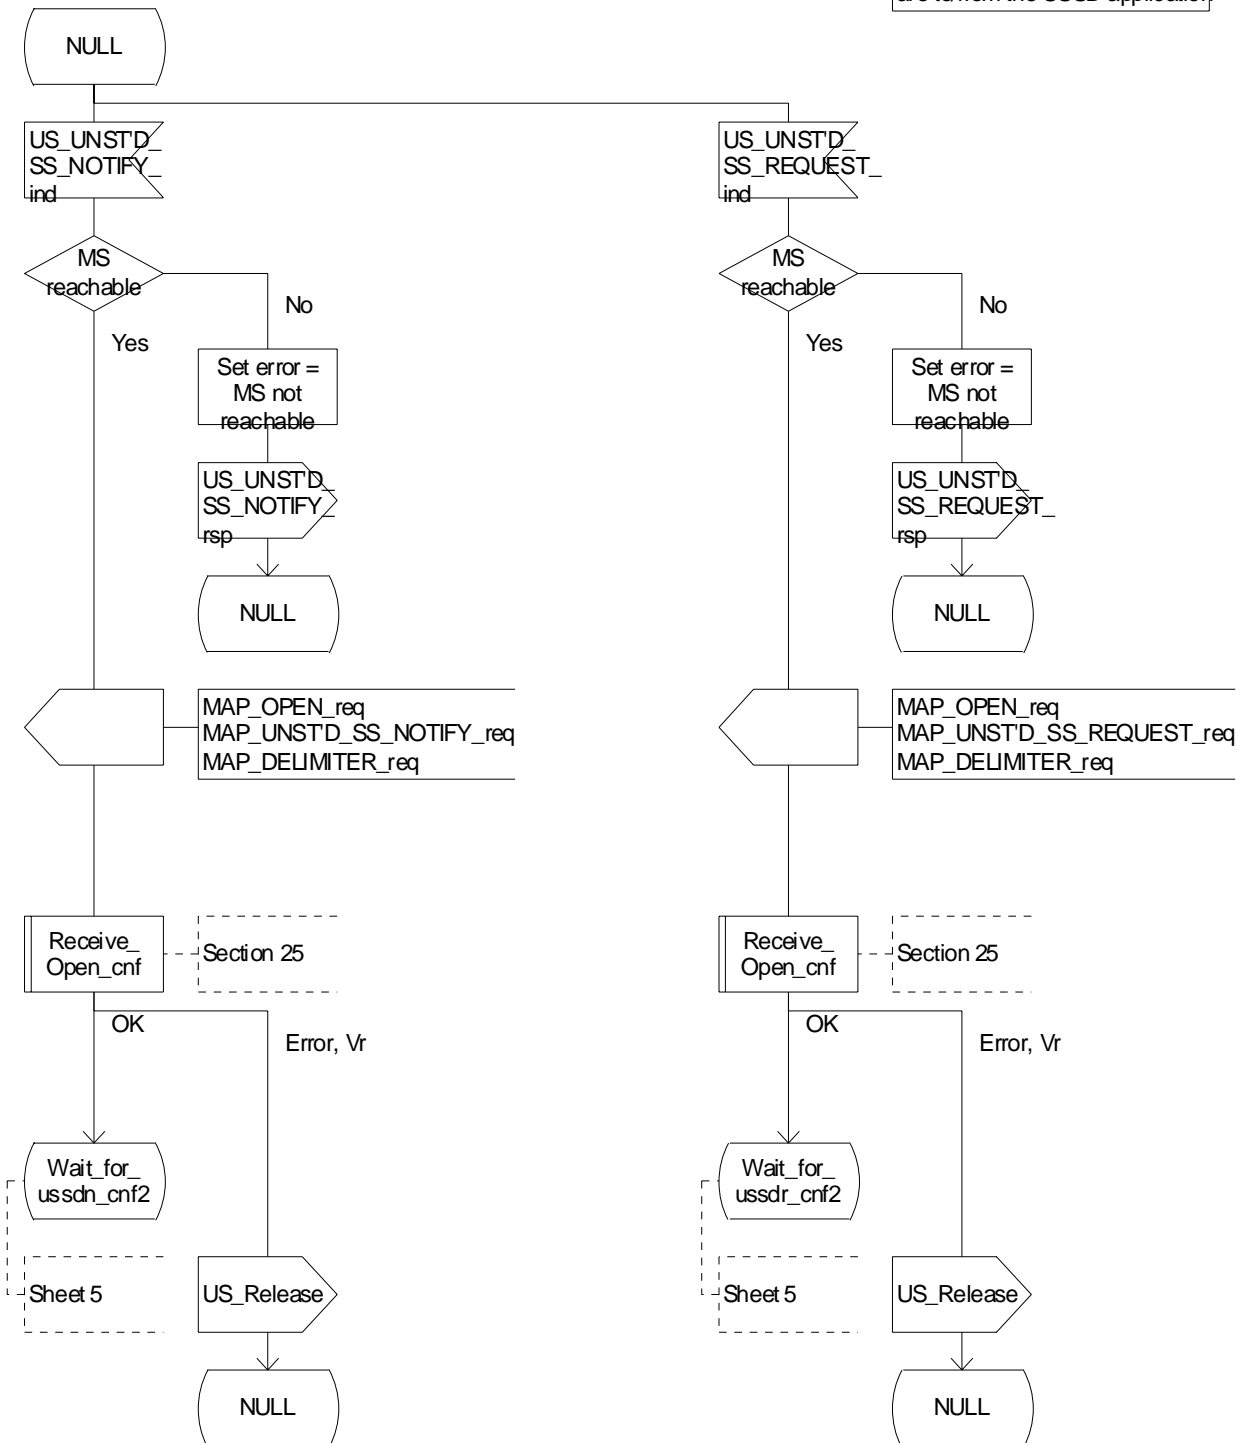 application
NULL
US_UNST'D_
SS_NOTIFY_
ind
US_UNST'D_
SS_REQUEST_
ind
MS
reachable
MS
reachable
No
No
Yes
Yes
Set error =
MS not
reachable
Set error =
MS not
reachable
US_UNST'D_
SS_NOTIFY_
rsp
US_UNST'D_
SS_REQUEST_
rsp
NULL
NULL
MAP_OPEN_req
MAP_UNST'D_SS_NOTIFY_req
MAP_DELIMITER_req
MAP_OPEN_req
MAP_UNST'D_SS_REQUEST_req
MAP_DELIMITER_req
Receive_
Open_cnf
Section 25
Receive_
Open_cnf
Section 25
OK
Error, Vr
OK
Error, Vr
Wait_for_
ussdn_cnf2
Wait_for_
ussdr_cnf2
Sheet 5
US_Release
Sheet 5
US_Release
NULL
NULL